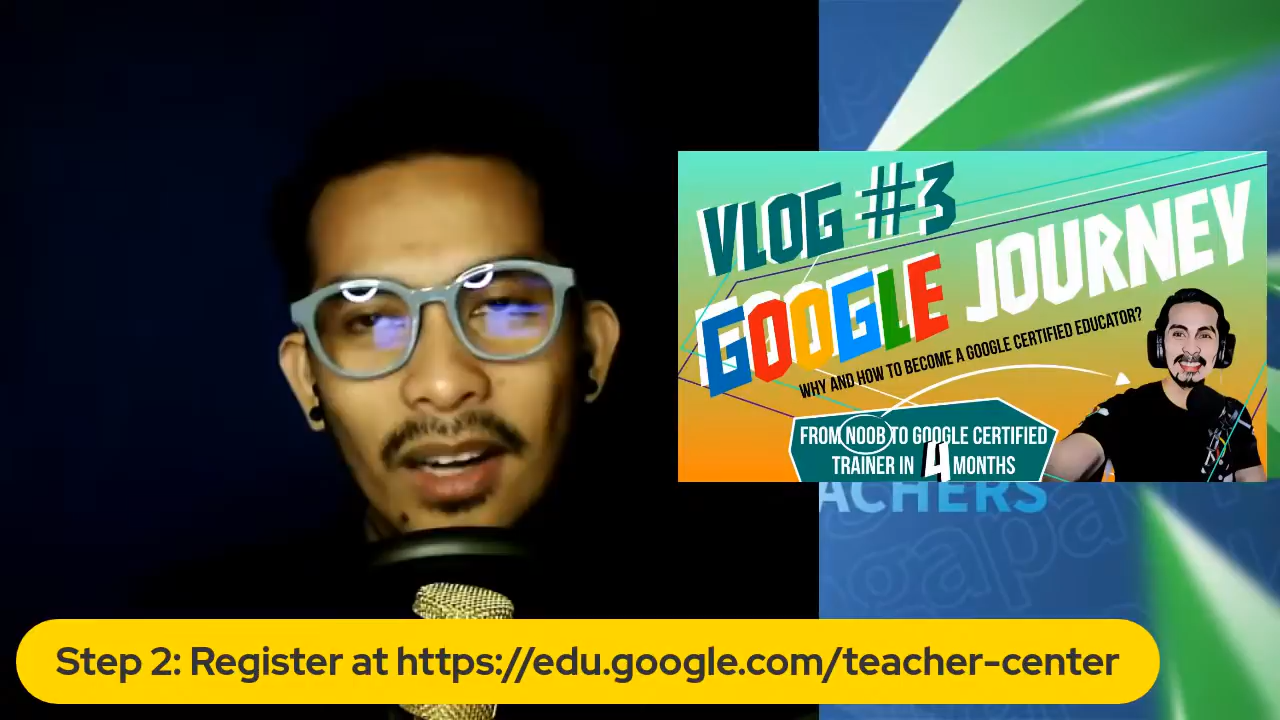 VLOG #3
GOOGLE JOURNEY
WHY AND HOW TO BECOME A GOOGLE CERTIFIED EDUCATOR?
FROM NOOB TO GOOGLE CERTIFIED
TRAINER IN 4 MONTHS
ACHERS
Step 2: Register at https://edu.google.com/teacher-center